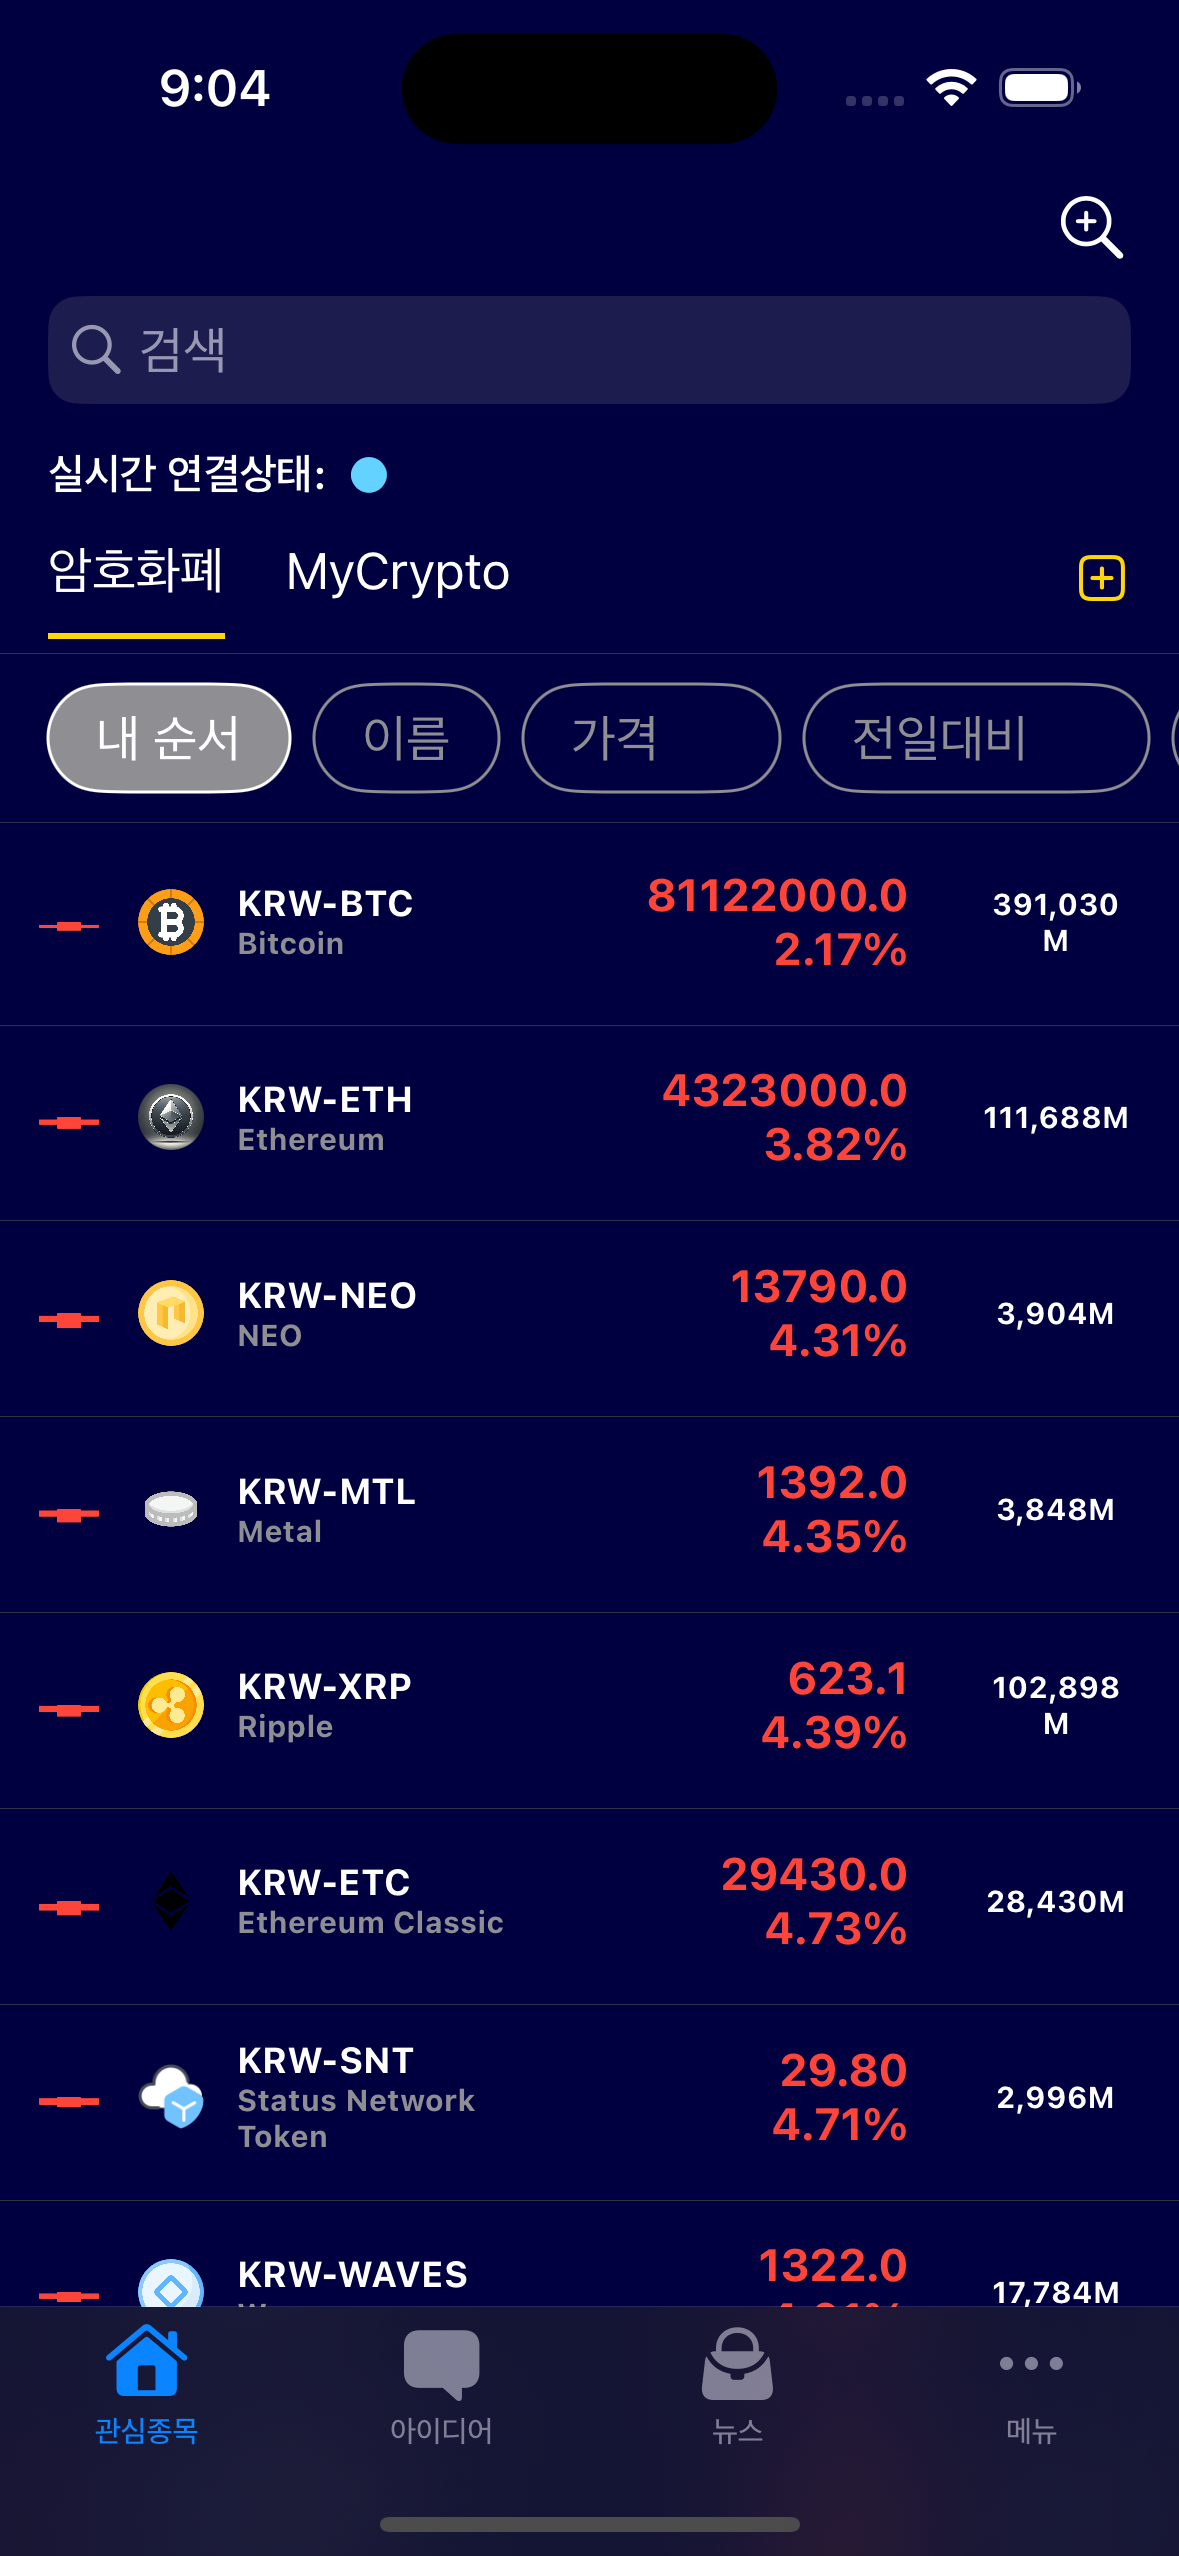 9:04
검색
실시간 연결상태:
암호화폐 MyCrypto
내 순서 이름 가격 전일대비
KRW-BTC
Bitcoin
81122000.0
2.17%
391,030
M
KRW-ETH
Ethereum
4323000.0
3.82%
111,688M
KRW-NEO
NEO
13790.0
4.31%
3,904M
KRW-MTL
Metal
1392.0
4.35%
3,848M
KRW-XRP
Ripple
623.1
4.39%
102,898
M
KRW-ETC
Ethereum Classic
29430.0
4.73%
28,430M
KRW-SNT
Status Network
Token
29.80
4.71%
2,996M
KRW-WAVES
1322.0
17,784M
관심종목 아이디어 뉴스 메뉴